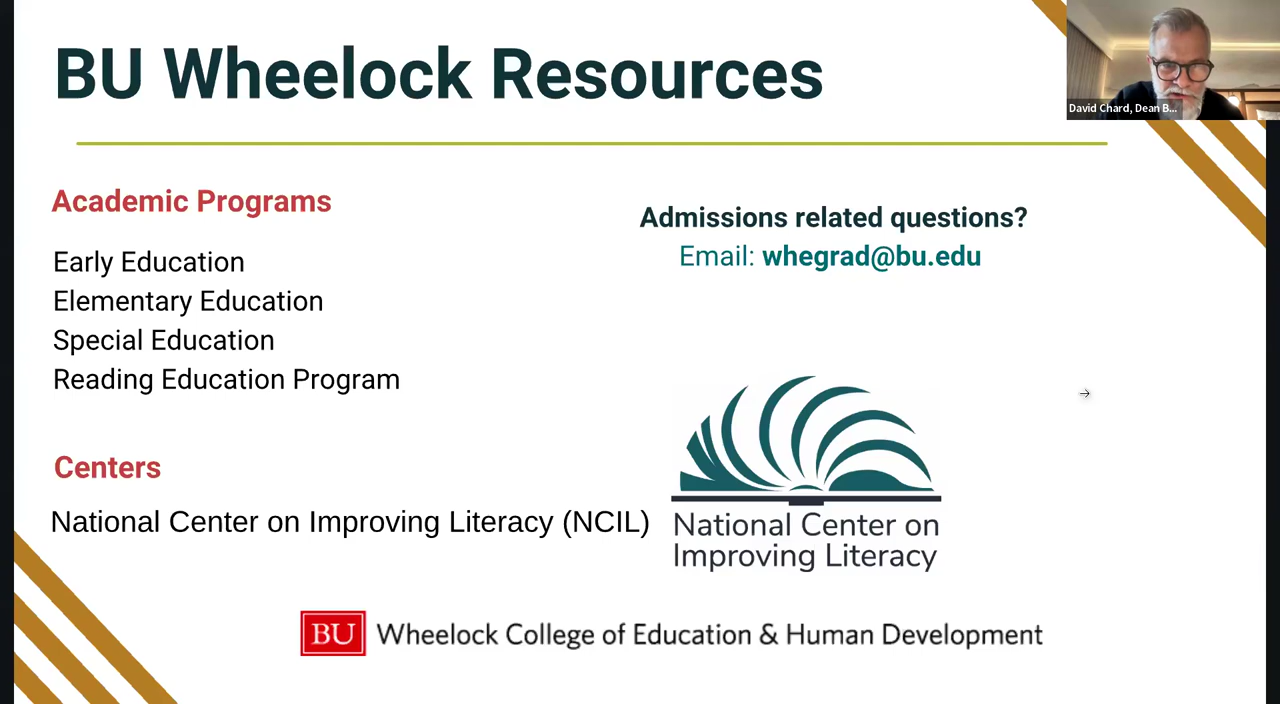 BU Wheelock Resources
David Chard, Dean B...
Academic Programs
Early Education
Elementary Education
Special Education
Reading Education Program
Admissions related questions?
Email: whegrad@bu.edu
Centers
National Center on Improving Literacy (NCIL)
National Center on
Improving Literacy
BU Wheelock College of Education & Human Development